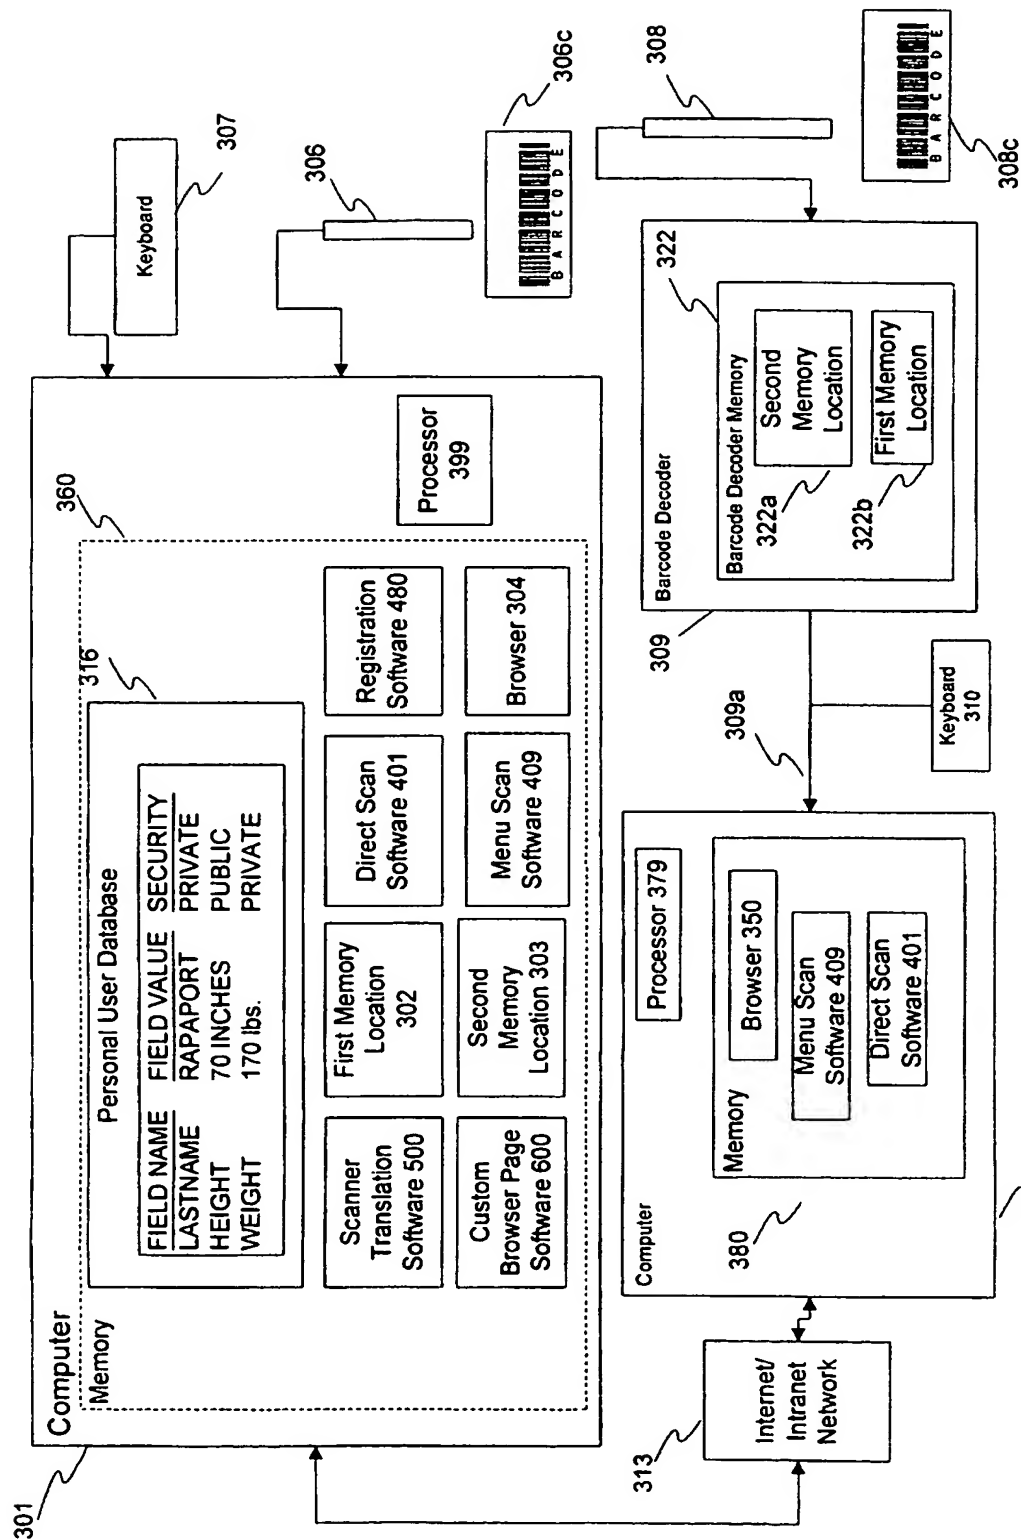 301
Computer
Memory
360
Personal User Database
316
FIELD NAME FIELD VALUE SECURITY
LASTNAME RAPAPORT PRIVATE
HEIGHT 70 INCHES PUBLIC
WEIGHT 170 lbs. PRIVATE
Scanner
Translation
Software 500
First Memory
Location
302
Direct Scan
Software 401
Registration
Software 480
Custom
Browser Page
Software 600
Second
Memory
Location 303
Menu Scan
Software 409
Browser 304
Processor
399
Keyboard
307
306
BARCODE
306c
308
BARCODE
308c
313
Internet/
Intranet
Network
Computer
Processor 379
380
Memory
Browser 350
Menu Scan
Software 409
Direct Scan
Software 401
309a
Keyboard
310
309
Barcode Decoder
Barcode Decoder Memory
322
Second
Memory
Location
322a
First Memory
Location
322b